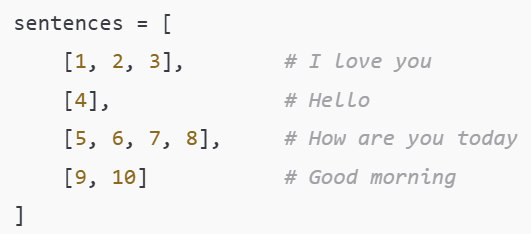 sentences = [
    [1, 2, 3],        # I love you
    [4],              # Hello
    [5, 6, 7, 8],     # How are you today
    [9, 10]           # Good morning
]